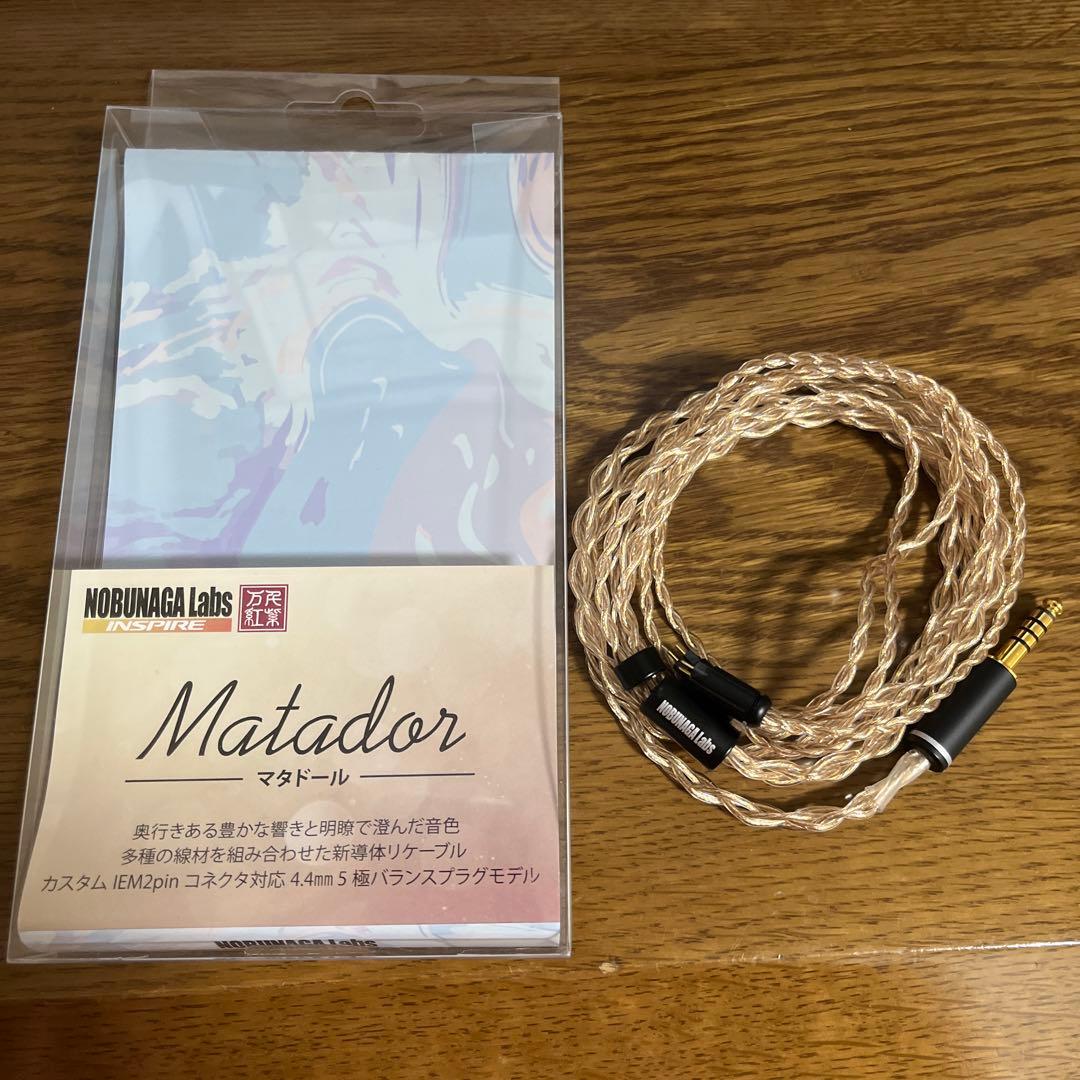 NOBUNAGA Labs
INSPIRE
万紅千紫
Matador
マタドール
奥行きある豊かな響きと明瞭で澄んだ音色
多種の線材を組み合わせた新導体リケーブル
カスタム IEM2pin コネクタ対応 4.4mm 5 極バランスプラグモデル
NOBUNAGA Labs
NOBUNAGA Labs